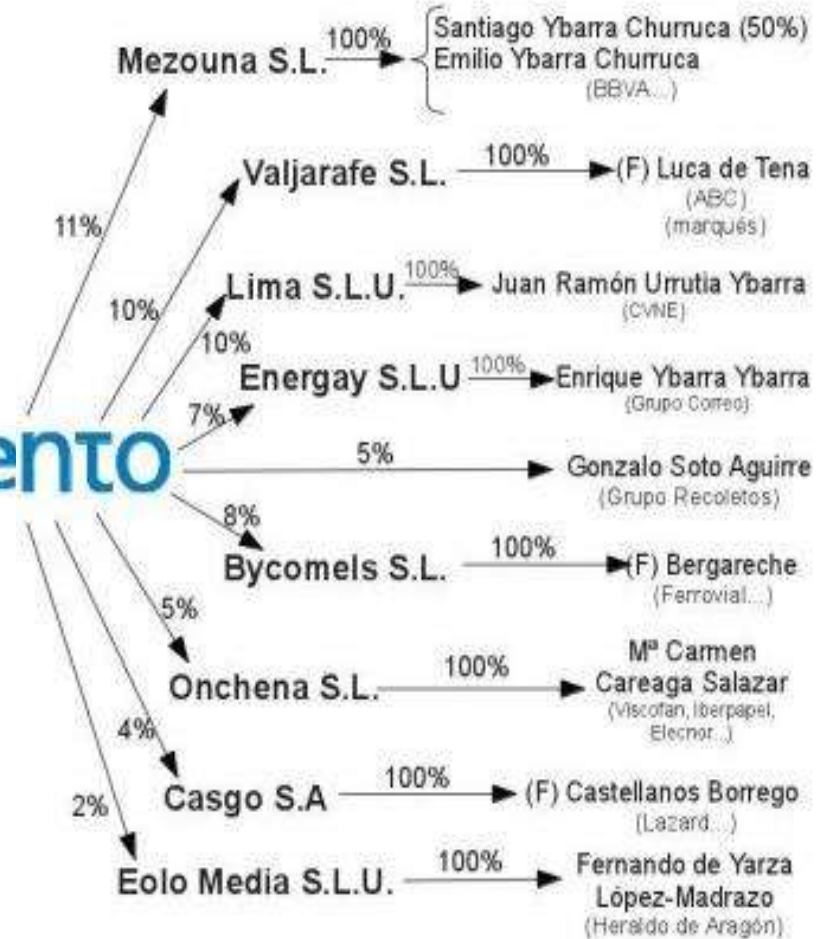 100%
Mezouna S.L.
Santiago Ybarra Churruca (50%)
Emilio Ybarra Churruca
(BBVA...)
11%
Valjarafe S.L.
100%
(F) Luca de Tena
(ABC)
(marqués)
10%
Lima S.L.U.
100%
Juan Ramón Urrutia Ybarra
(CVNE)
10%
Energay S.L.U
100%
Enrique Ybarra Ybarra
(Grupo Correo)
7%
ento
5%
Gonzalo Soto Aguirre
(Grupo Recoletos)
8%
Bycomels S.L.
100%
(F) Bergareche
(Ferrovial...)
5%
Onchena S.L.
100%
Mª Carmen
Careaga Salazar
(Viscofan, Iberpapel,
Elecnor...)
4%
Casgo S.A
100%
(F) Castellanos Borrego
(Lazard...)
2%
Eolo Media S.L.U.
100%
Fernando de Yarza
López-Madrazo
(Heraldo de Aragón)